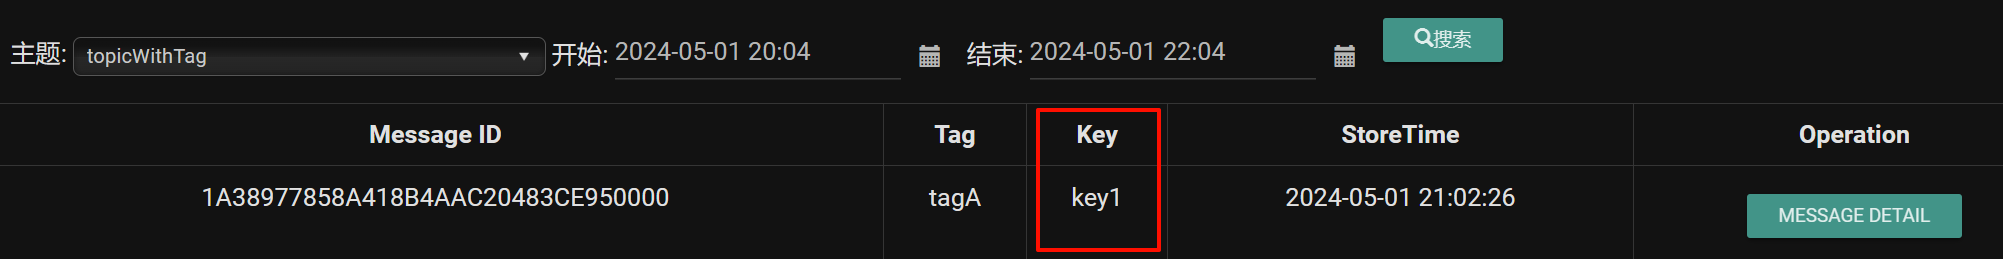 主题: topicWithTag 开始: 2024-05-01 20:04 结束: 2024-05-01 22:04 搜索
Message ID Tag Key StoreTime Operation
1A38977858A418B4AAC20483CE950000 tagA key1 2024-05-01 21:02:26 MESSAGE DETAIL